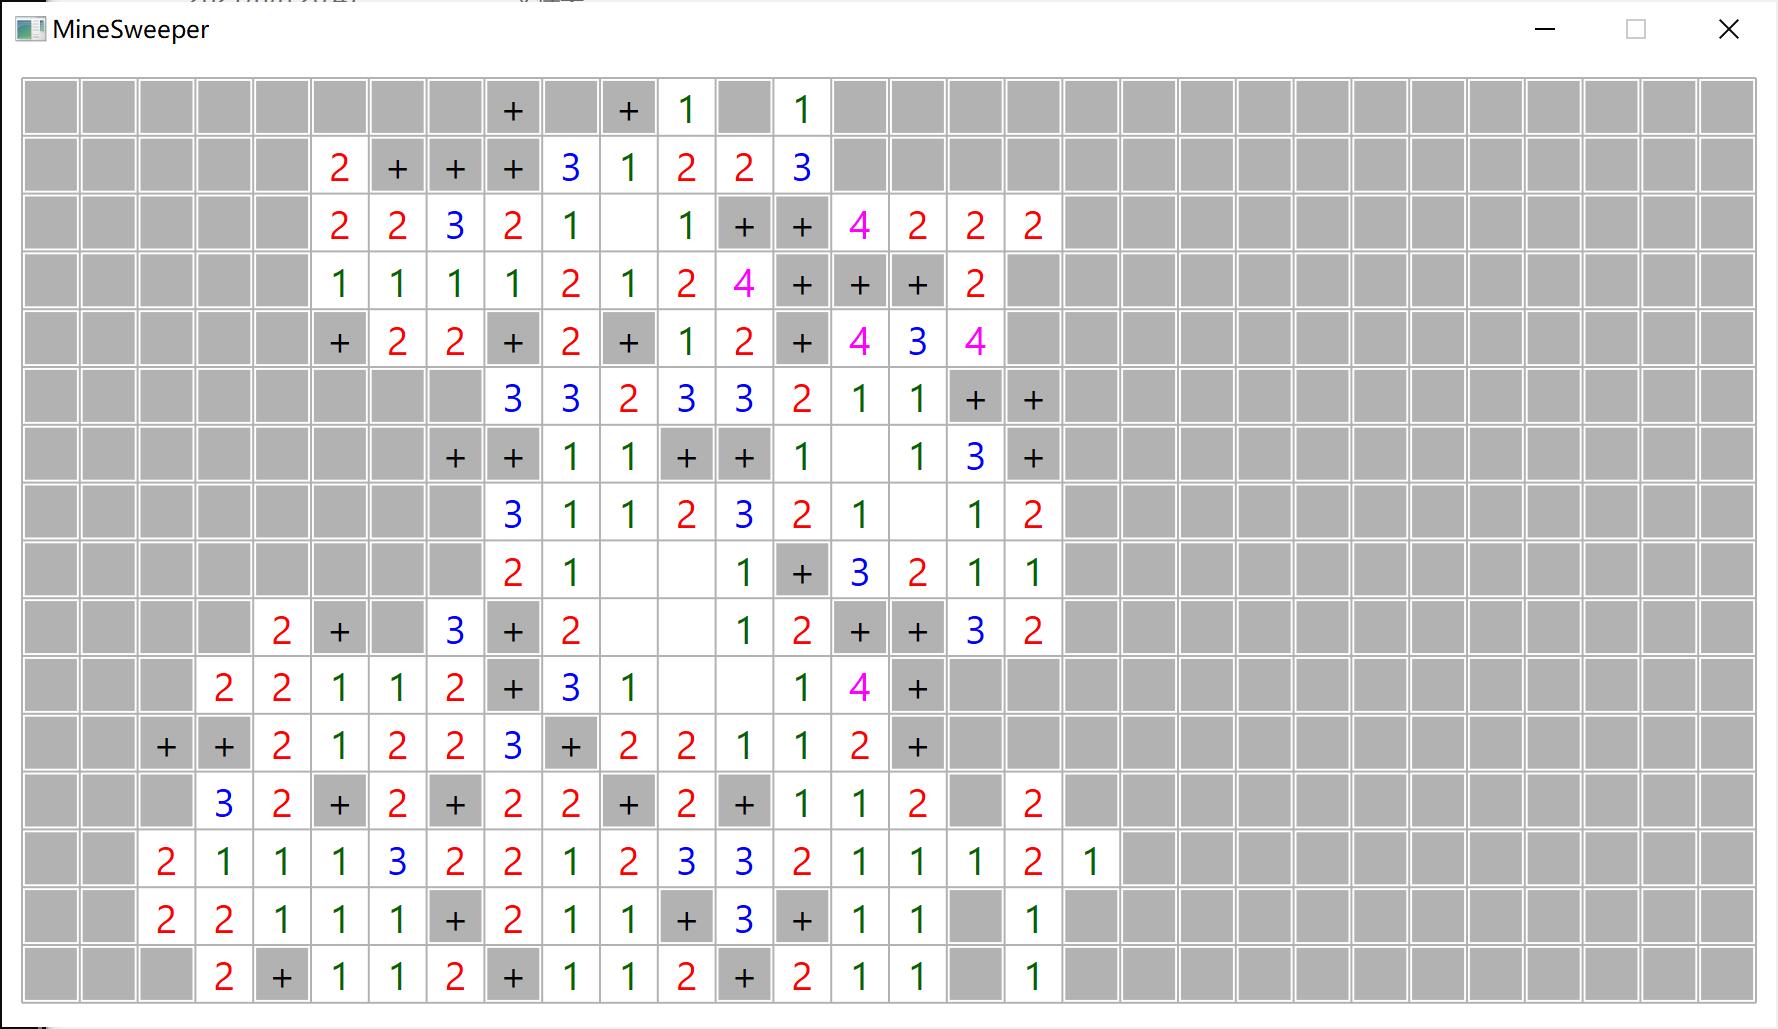 MineSweeper
+ + 1 1
2 + + + 3 1 2 2 3
2 2 3 2 1 1 + + 4 2 2 2
1 1 1 1 2 1 2 4 + + + 2
+ 2 2 + 2 + 1 2 + 4 3 4
3 3 2 3 3 2 1 1 + +
+ + 1 1 + + 1 1 3 +
3 1 1 2 3 2 1 1 2
2 1 1 + 3 2 1 1
2 + 3 + 2 1 2 + + 3 2
2 2 1 1 2 + 3 1 1 4 +
+ + 2 1 2 2 3 + 2 2 1 1 2 +
3 2 + 2 + 2 2 + 2 + 1 1 2 2
2 1 1 1 3 2 2 1 2 3 3 2 1 1 1 2 1
2 2 1 1 1 + 2 1 1 + 3 + 1 1 1
2 + 1 1 2 + 1 1 2 + 2 1 1 1